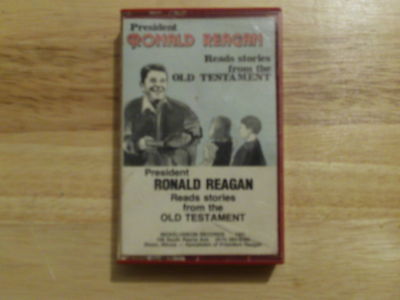 President
RONALD REAGAN
Reads stories
from the
OLD TESTAMENT
President
RONALD REAGAN
Reads stories
from the
OLD TESTAMENT